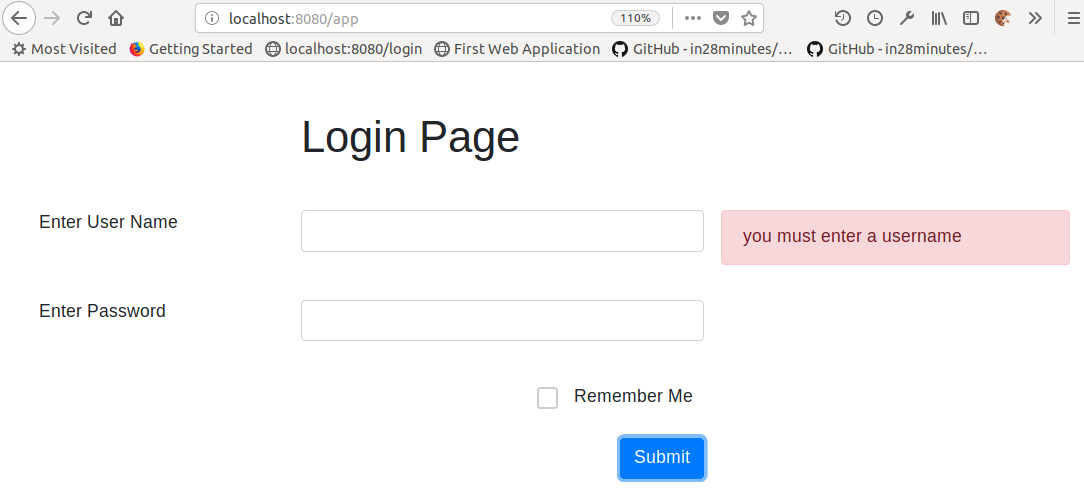 localhost:8080/app 110%
Most Visited Getting Started localhost:8080/login First Web Application GitHub - in28minutes/... GitHub - in28minutes/...
Login Page
Enter User Name
you must enter a username
Enter Password
Remember Me
Submit